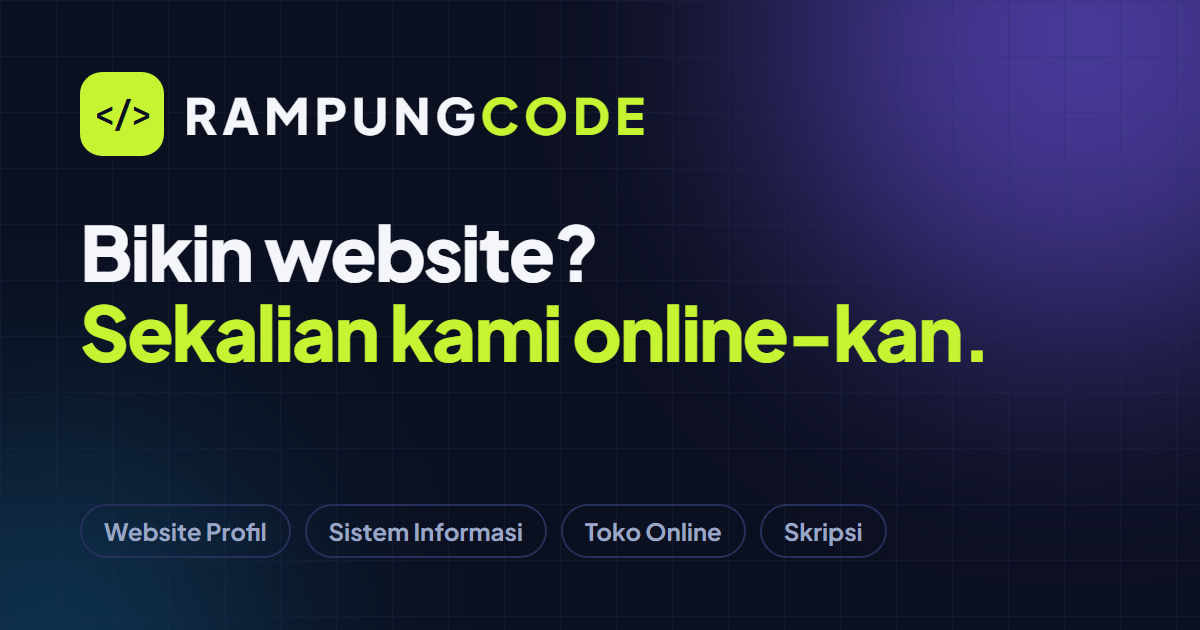 </> RAMPUNGCODE
Bikin website?
Sekalian kami online-kan.
Website Profil
Sistem Informasi
Toko Online
Skripsi